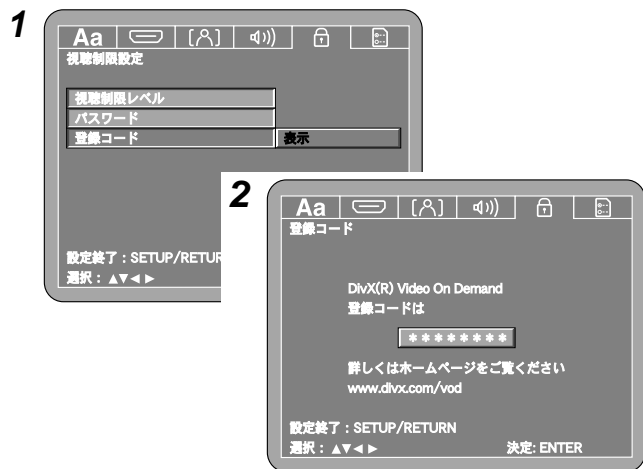 1
Aa
視聴制限設定
視聴制限レベル
パスワード
登録コード 表示
設定終了 : SETUP/RETUR
選択 : ▲▼◀ ▶
2
Aa
登録コード
DivX(R) Video On Demand
登録コードは
********
詳しくはホームページをご覧ください
www.divx.com/vod
設定終了 : SETUP/RETURN
選択 : ▲▼◀ ▶ 決定: ENTER